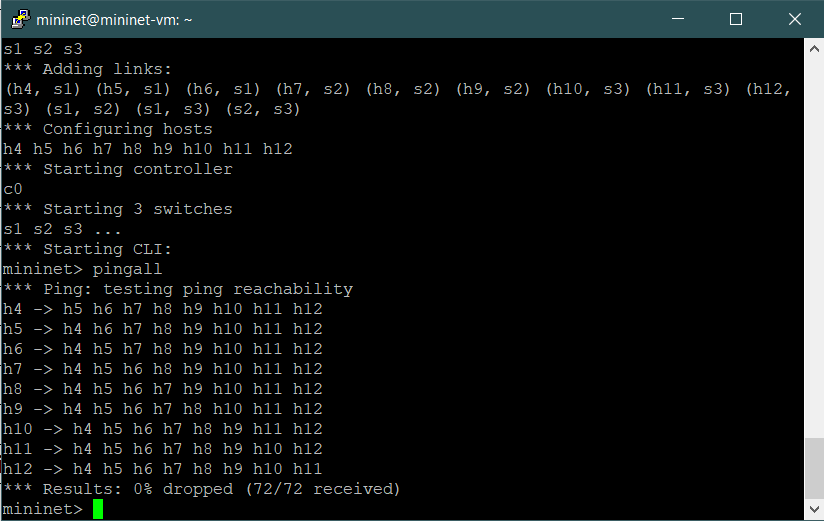 mininet@mininet-vm: ~
s1 s2 s3
*** Adding links:
(h4, s1) (h5, s1) (h6, s1) (h7, s2) (h8, s2) (h9, s2) (h10, s3) (h11, s3) (h12,
s3) (s1, s2) (s1, s3) (s2, s3)
*** Configuring hosts
h4 h5 h6 h7 h8 h9 h10 h11 h12
*** Starting controller
c0
*** Starting 3 switches
s1 s2 s3 ...
*** Starting CLI:
mininet> pingall
*** Ping: testing ping reachability
h4 -> h5 h6 h7 h8 h9 h10 h11 h12
h5 -> h4 h6 h7 h8 h9 h10 h11 h12
h6 -> h4 h5 h7 h8 h9 h10 h11 h12
h7 -> h4 h5 h6 h8 h9 h10 h11 h12
h8 -> h4 h5 h6 h7 h9 h10 h11 h12
h9 -> h4 h5 h6 h7 h8 h10 h11 h12
h10 -> h4 h5 h6 h7 h8 h9 h11 h12
h11 -> h4 h5 h6 h7 h8 h9 h10 h12
h12 -> h4 h5 h6 h7 h8 h9 h10 h11
*** Results: 0% dropped (72/72 received)
mininet>